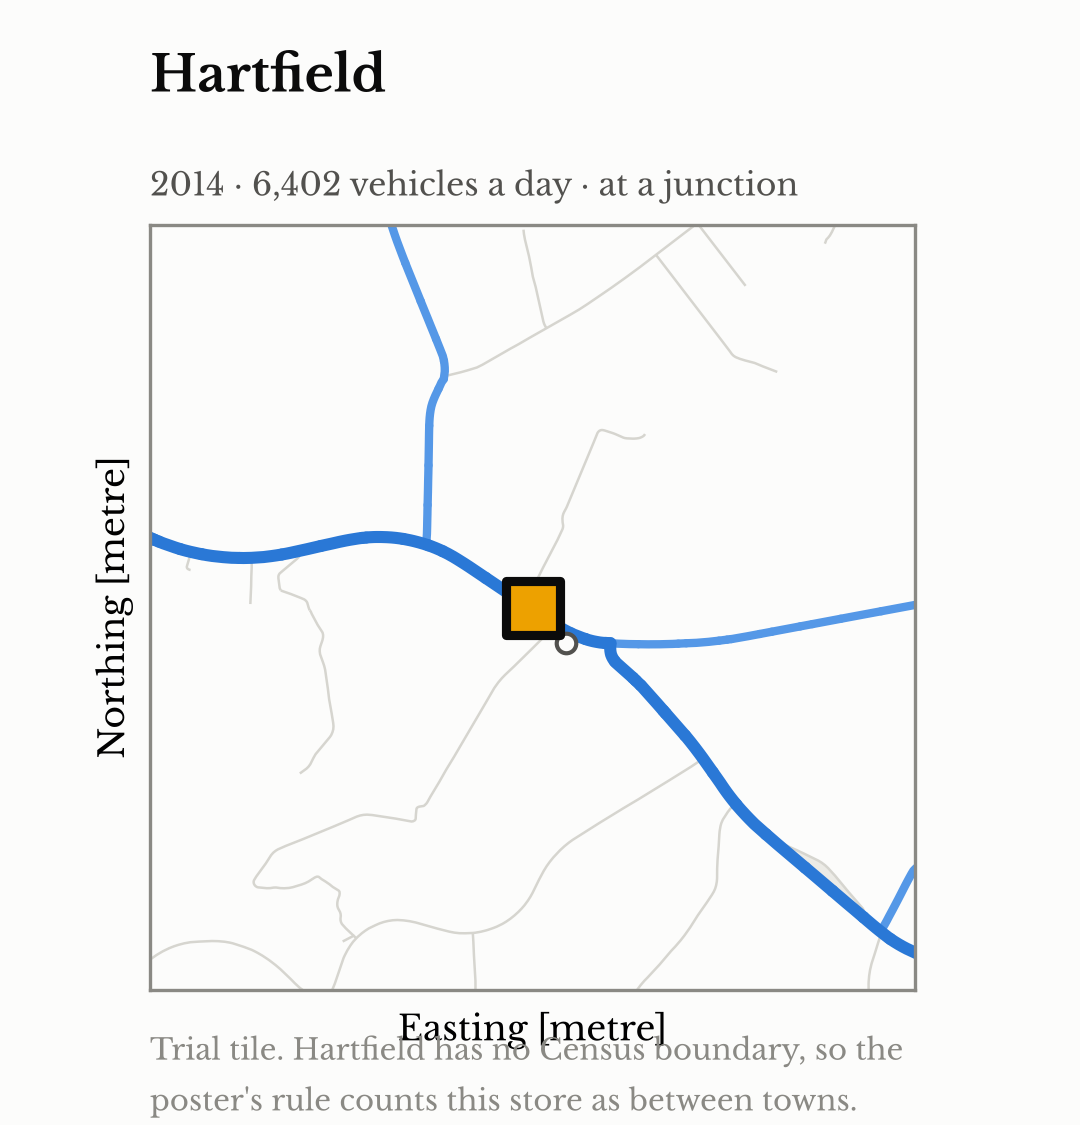 Hartfield
2014 · 6,402 vehicles a day · at a junction
Northing [metre]
Easting [metre]
Trial tile. Hartfield has no Census boundary, so the
poster's rule counts this store as between towns.